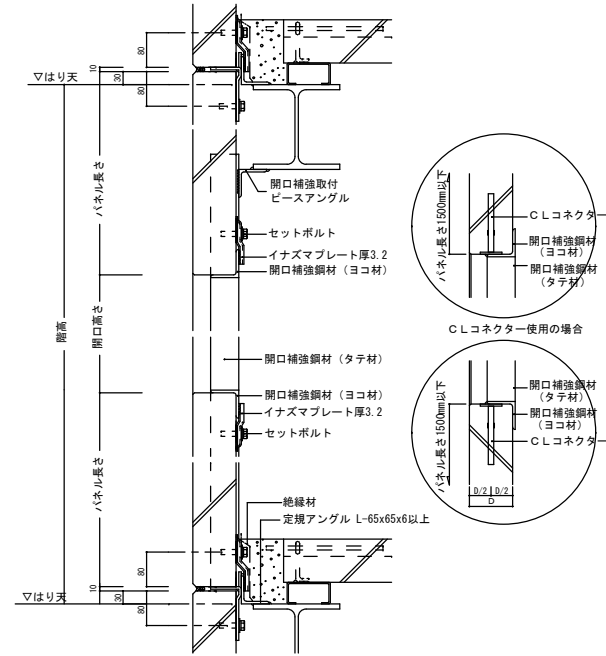 80
10
30
80
▽はり天
パネル長さ
開口高さ
階高
パネル長さ
開口補強取付
ピースアングル
セットボルト
イナズマプレート厚3.2
開口補強鋼材（ヨコ材）
開口補強鋼材（タテ材）
開口補強鋼材（ヨコ材）
イナズマプレート厚3.2
セットボルト
絶縁材
定規アングル L-65x65x6以上
80
10
30
80
▽はり天
パネル長さ1500mm以下
ＣＬコネクター
開口補強鋼材
（ヨコ材）
開口補強鋼材
（タテ材）
ＣＬコネクター使用の場合
パネル長さ1500mm以下
開口補強鋼材
（タテ材）
開口補強鋼材
（ヨコ材）
ＣＬコネクター
D/2
D/2
D